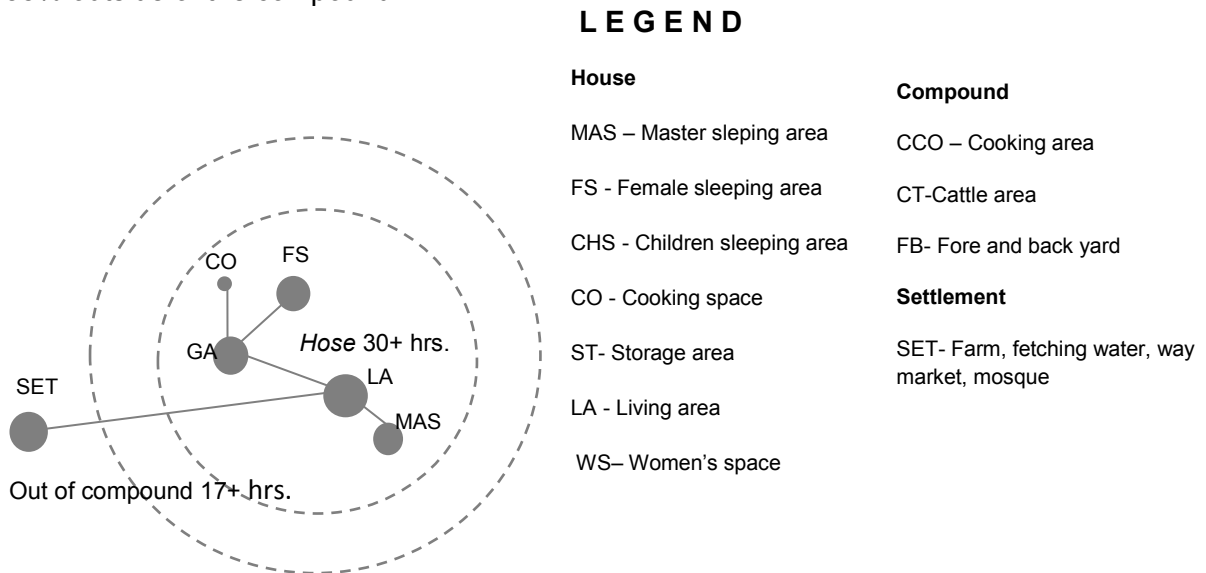 L E G E N D
House
MAS – Master sleping area
FS - Female sleeping area
CHS - Children sleeping area
CO - Cooking space
ST- Storage area
LA - Living area
WS– Women's space
Compound
CCO – Cooking area
CT-Cattle area
FB- Fore and back yard
Settlement
SET- Farm, fetching water, way
market, mosque
CO
FS
GA
Hose 30+ hrs.
LA
SET
MAS
Out of compound 17+ hrs.